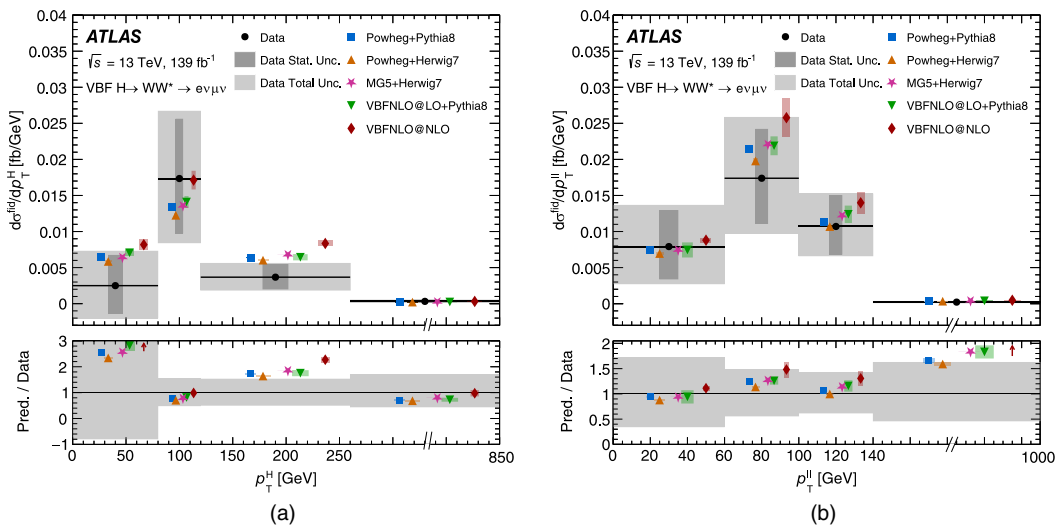 ATLAS
√s = 13 TeV, 139 fb⁻¹
VBF H→ WW* → eνμν
Data
Data Stat. Unc.
Data Total Unc.
Powheg+Pythia8
Powheg+Herwig7
MG5+Herwig7
VBFNLO@LO+Pythia8
VBFNLO@NLO
dσ^fid/dp_T^H [fb/GeV]
0.04
0.035
0.03
0.025
0.02
0.015
0.01
0.005
0
Pred. / Data
3
2
1
0
−1
0 50 100 150 200 250 850
p_T^H [GeV]
(a)
ATLAS
√s = 13 TeV, 139 fb⁻¹
VBF H→ WW* → eνμν
Data
Data Stat. Unc.
Data Total Unc.
Powheg+Pythia8
Powheg+Herwig7
MG5+Herwig7
VBFNLO@LO+Pythia8
VBFNLO@NLO
dσ^fid/dp_T^ll [fb/GeV]
0.04
0.035
0.03
0.025
0.02
0.015
0.01
0.005
0
Pred. / Data
2
1.5
1
0.5
0
0 20 40 60 80 100 120 140 1000
p_T^ll [GeV]
(b)